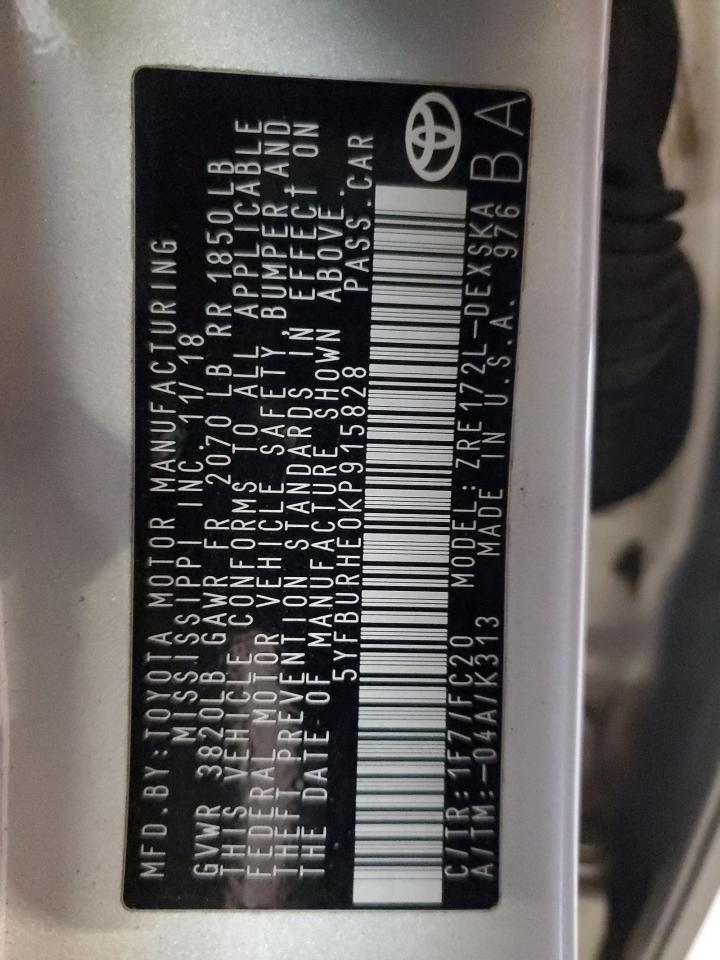 MFD.BY:TOYOTA MOTOR MANUFACTURING
MISSISSIPPI INC. 11/18
GVWR 3820LB GAWR FR 2070 LB RR 1850LB
THIS VEHICLE CONFORMS TO ALL APPLICABLE
FEDERAL MOTOR VEHICLE SAFETY, BUMPER AND
THEFT PREVENTION STANDARDS IN EFFECT ON
THE DATE OF MANUFACTURE SHOWN ABOVE.
5YFBURHE0KP915828 PASS.CAR
C/TR:1F7/FC20 MODEL:ZRE172L-DEXSKA
A/TM:-04A/K313 MADE IN U.S.A. 976
BA